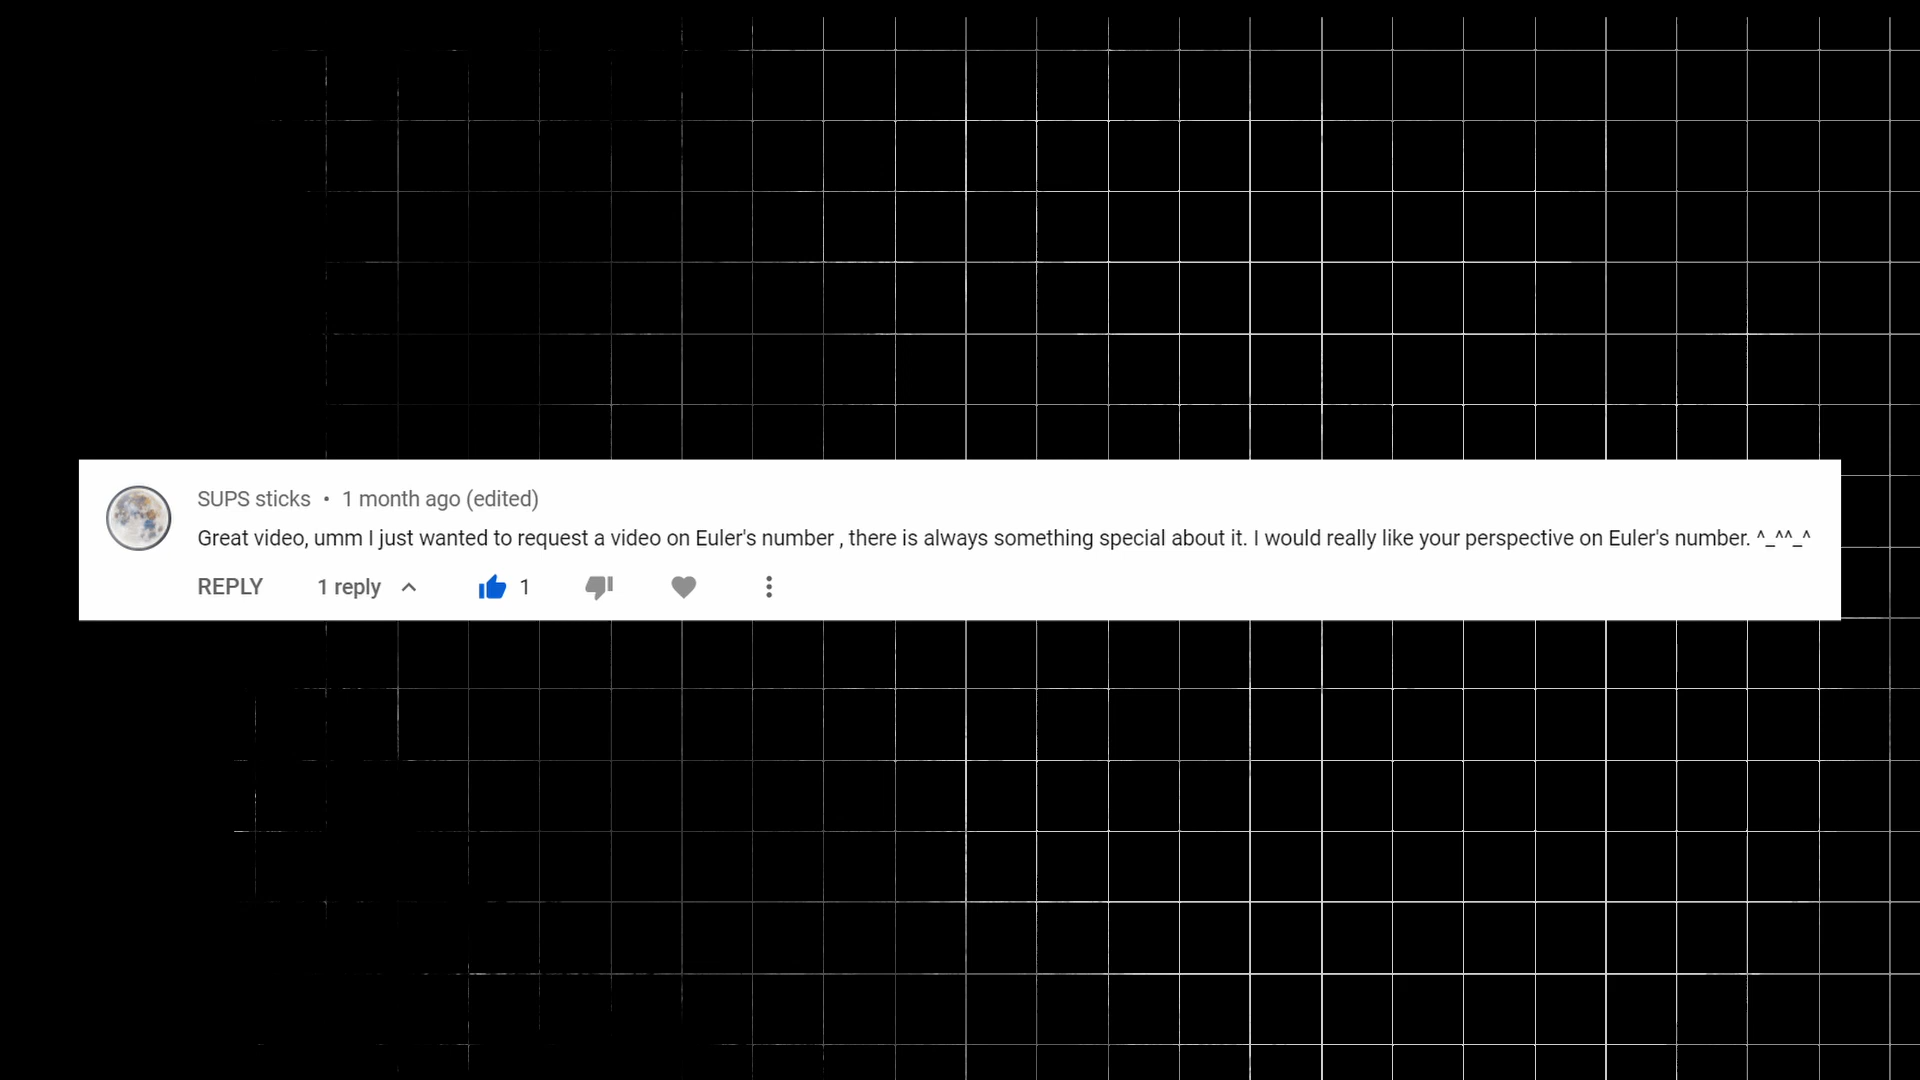 SUPS sticks • 1 month ago (edited)
Great video, umm I just wanted to request a video on Euler's number , there is always something special about it. I would really like your perspective on Euler's number. ^_^^_^
REPLY 1 reply 1